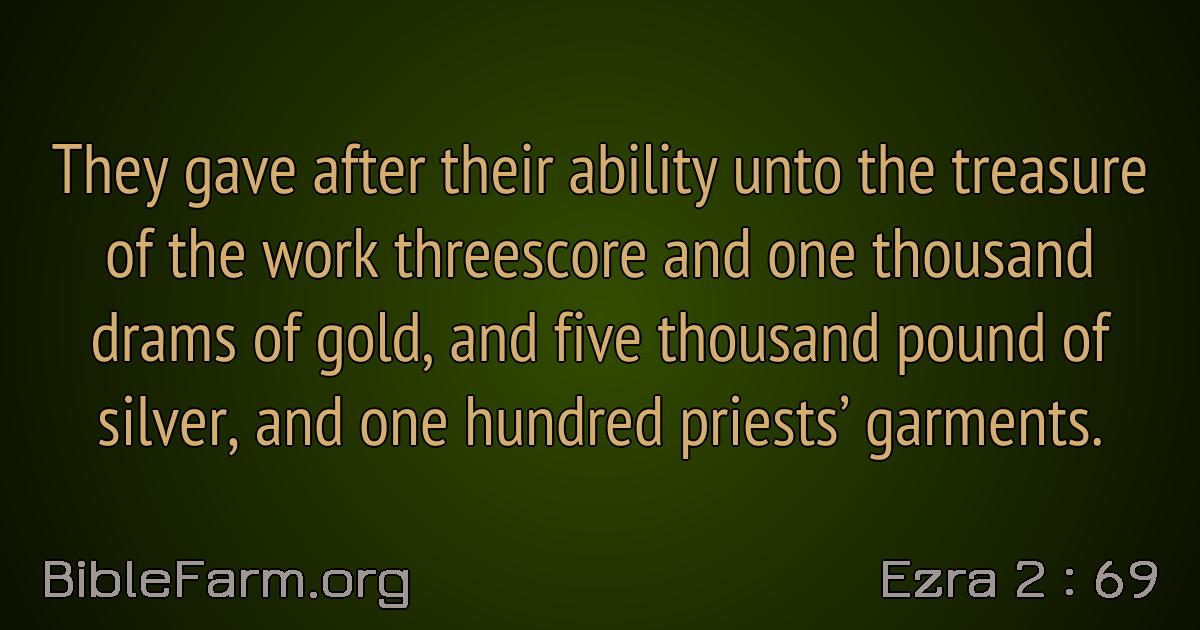 They gave after their ability unto the treasure
of the work threescore and one thousand
drams of gold, and five thousand pound of
silver, and one hundred priests’ garments.
BibleFarm.org
Ezra 2 : 69